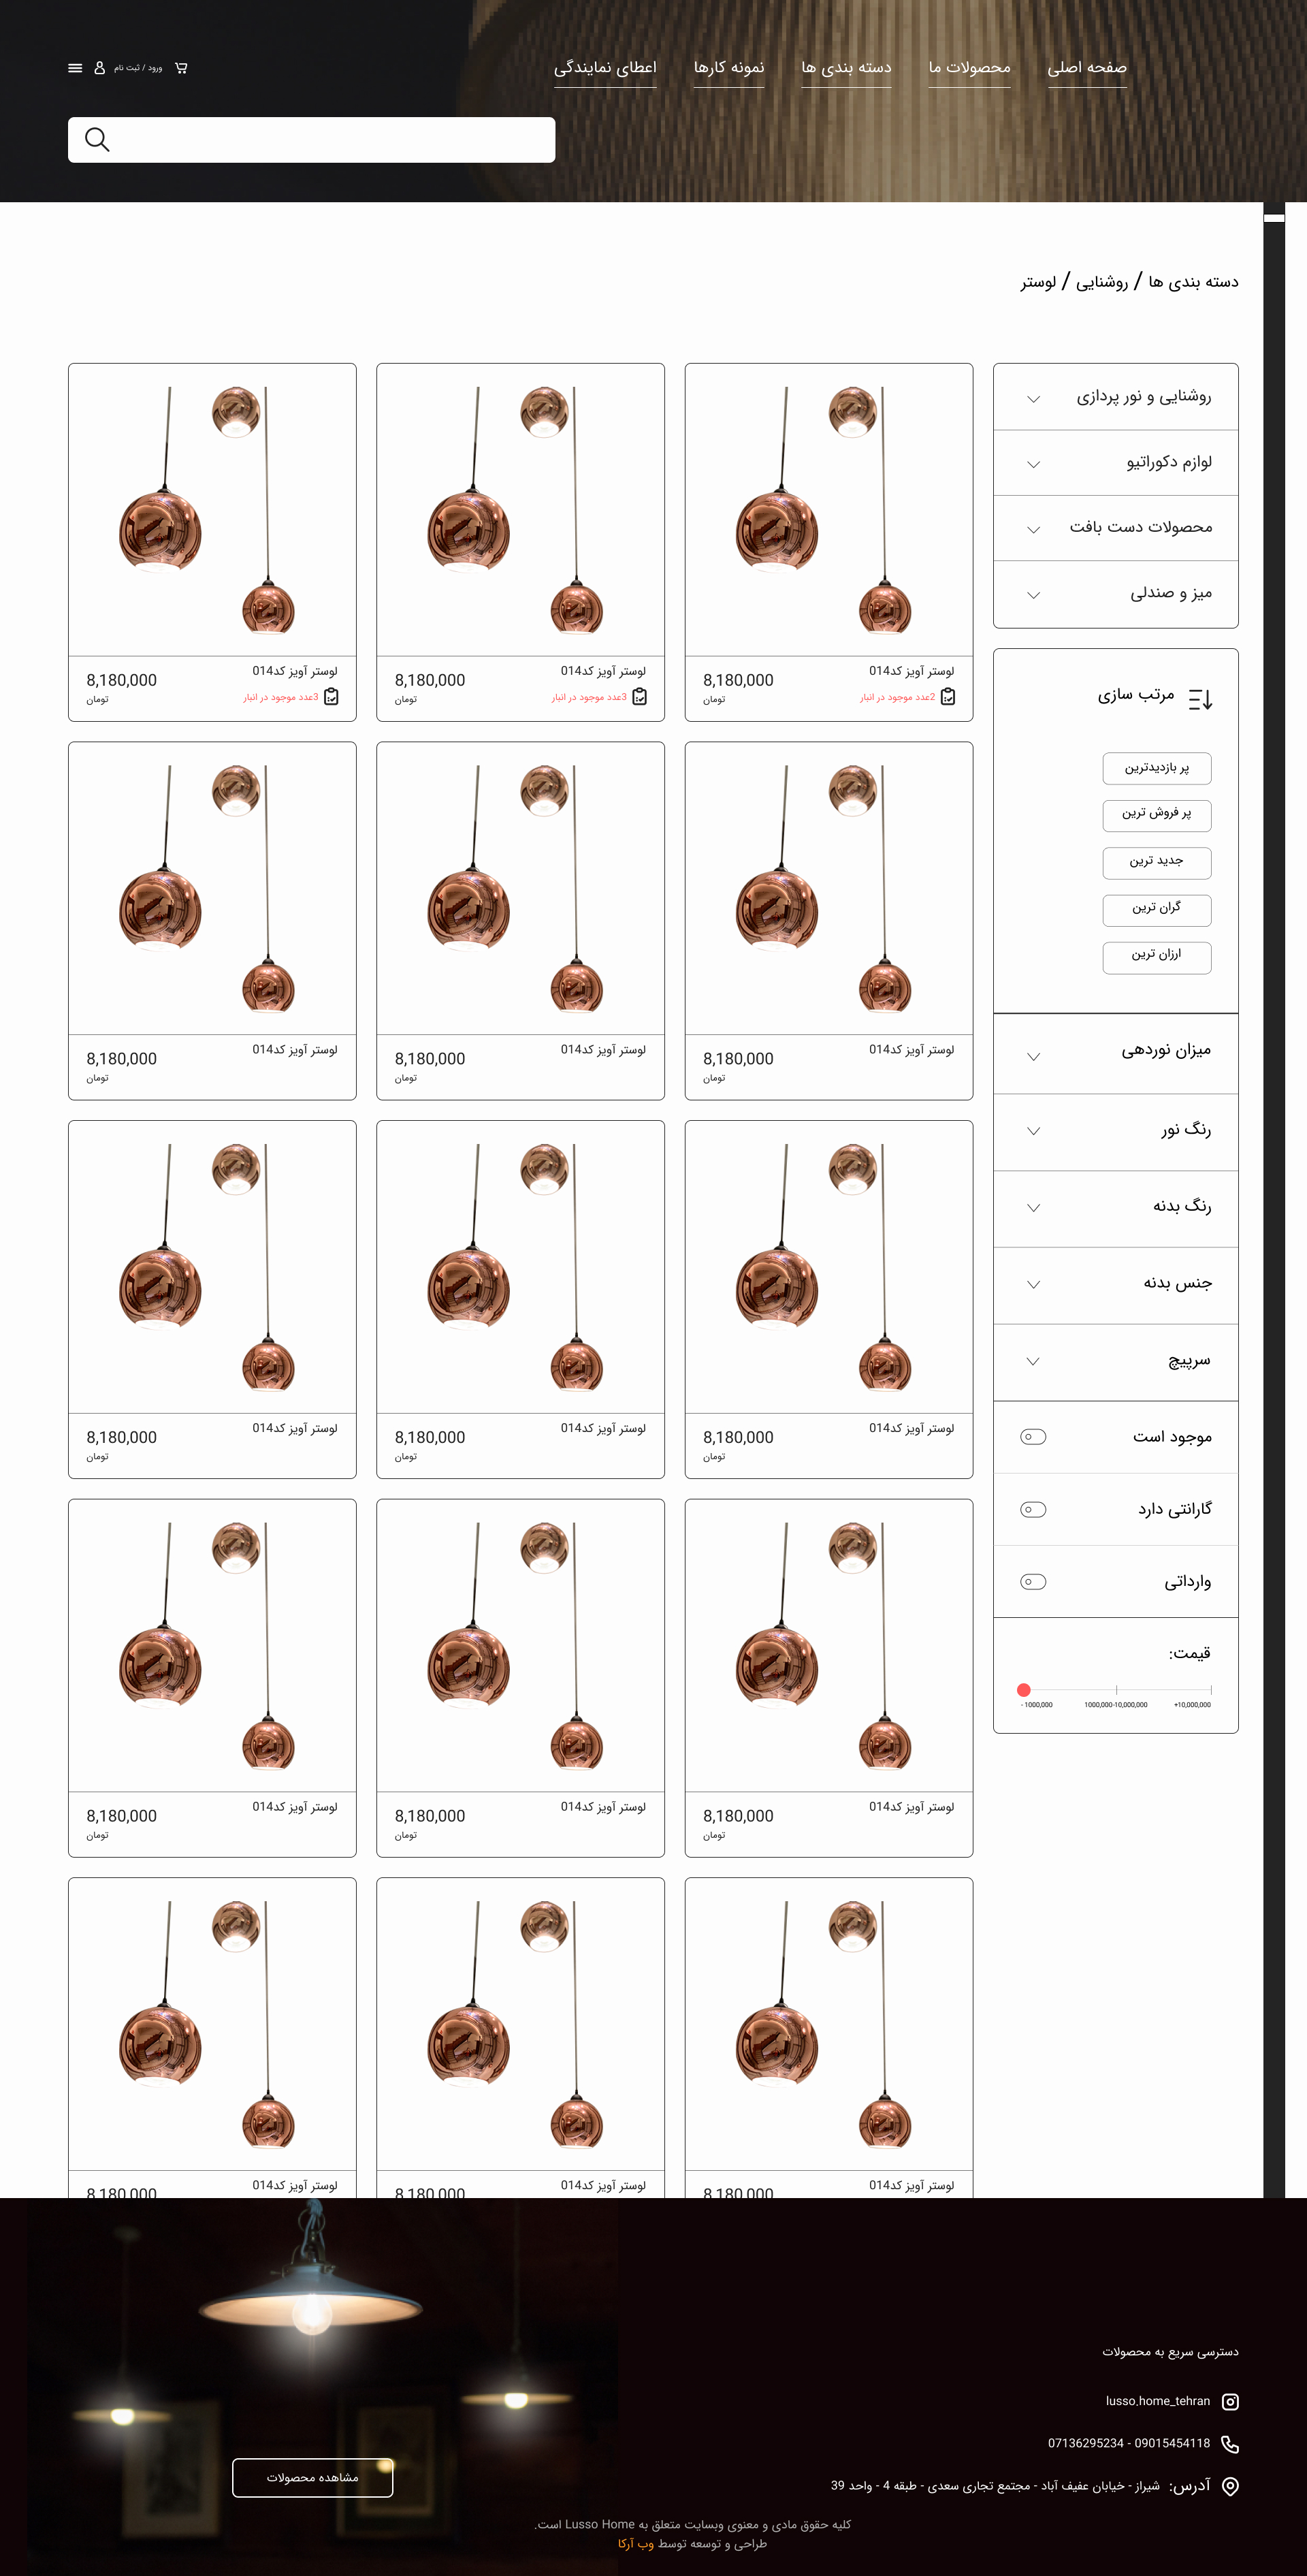 صفحه اصلی
محصولات ما
دسته بندی ها
نمونه کارها
اعطای نمایندگی
ورود / ثبت نام
دسته بندی ها / روشنایی / لوستر
روشنایی و نور پردازی
لوازم دکوراتیو
محصولات دست بافت
میز و صندلی
مرتب سازی
پر بازدیدترین
پر فروش ترین
جدید ترین
گران ترین
ارزان ترین
میزان نوردهی
رنگ نور
رنگ بدنه
جنس بدنه
سرپیچ
موجود است
گارانتی دارد
وارداتی
قیمت:
+10,000,000
1000,000-10,000,000
- 1000,000
لوستر آویز کد014
2عدد موجود در انبار
8,180,000
تومان
لوستر آویز کد014
3عدد موجود در انبار
8,180,000
تومان
لوستر آویز کد014
3عدد موجود در انبار
8,180,000
تومان
لوستر آویز کد014
8,180,000
تومان
لوستر آویز کد014
8,180,000
تومان
لوستر آویز کد014
8,180,000
تومان
لوستر آویز کد014
8,180,000
تومان
لوستر آویز کد014
8,180,000
تومان
لوستر آویز کد014
8,180,000
تومان
لوستر آویز کد014
8,180,000
تومان
لوستر آویز کد014
8,180,000
تومان
لوستر آویز کد014
8,180,000
تومان
لوستر آویز کد014
8,180,000
لوستر آویز کد014
8,180,000
لوستر آویز کد014
8,180,000
دسترسی سریع به محصولات
lusso.home_tehran
07136295234 - 09015454118
آدرس: شیراز - خیابان عفیف آباد - مجتمع تجاری سعدی - طبقه 4 - واحد 39
مشاهده محصولات
کلیه حقوق مادی و معنوی وبسایت متعلق به Lusso Home است.
طراحی و توسعه توسط وب آرکا